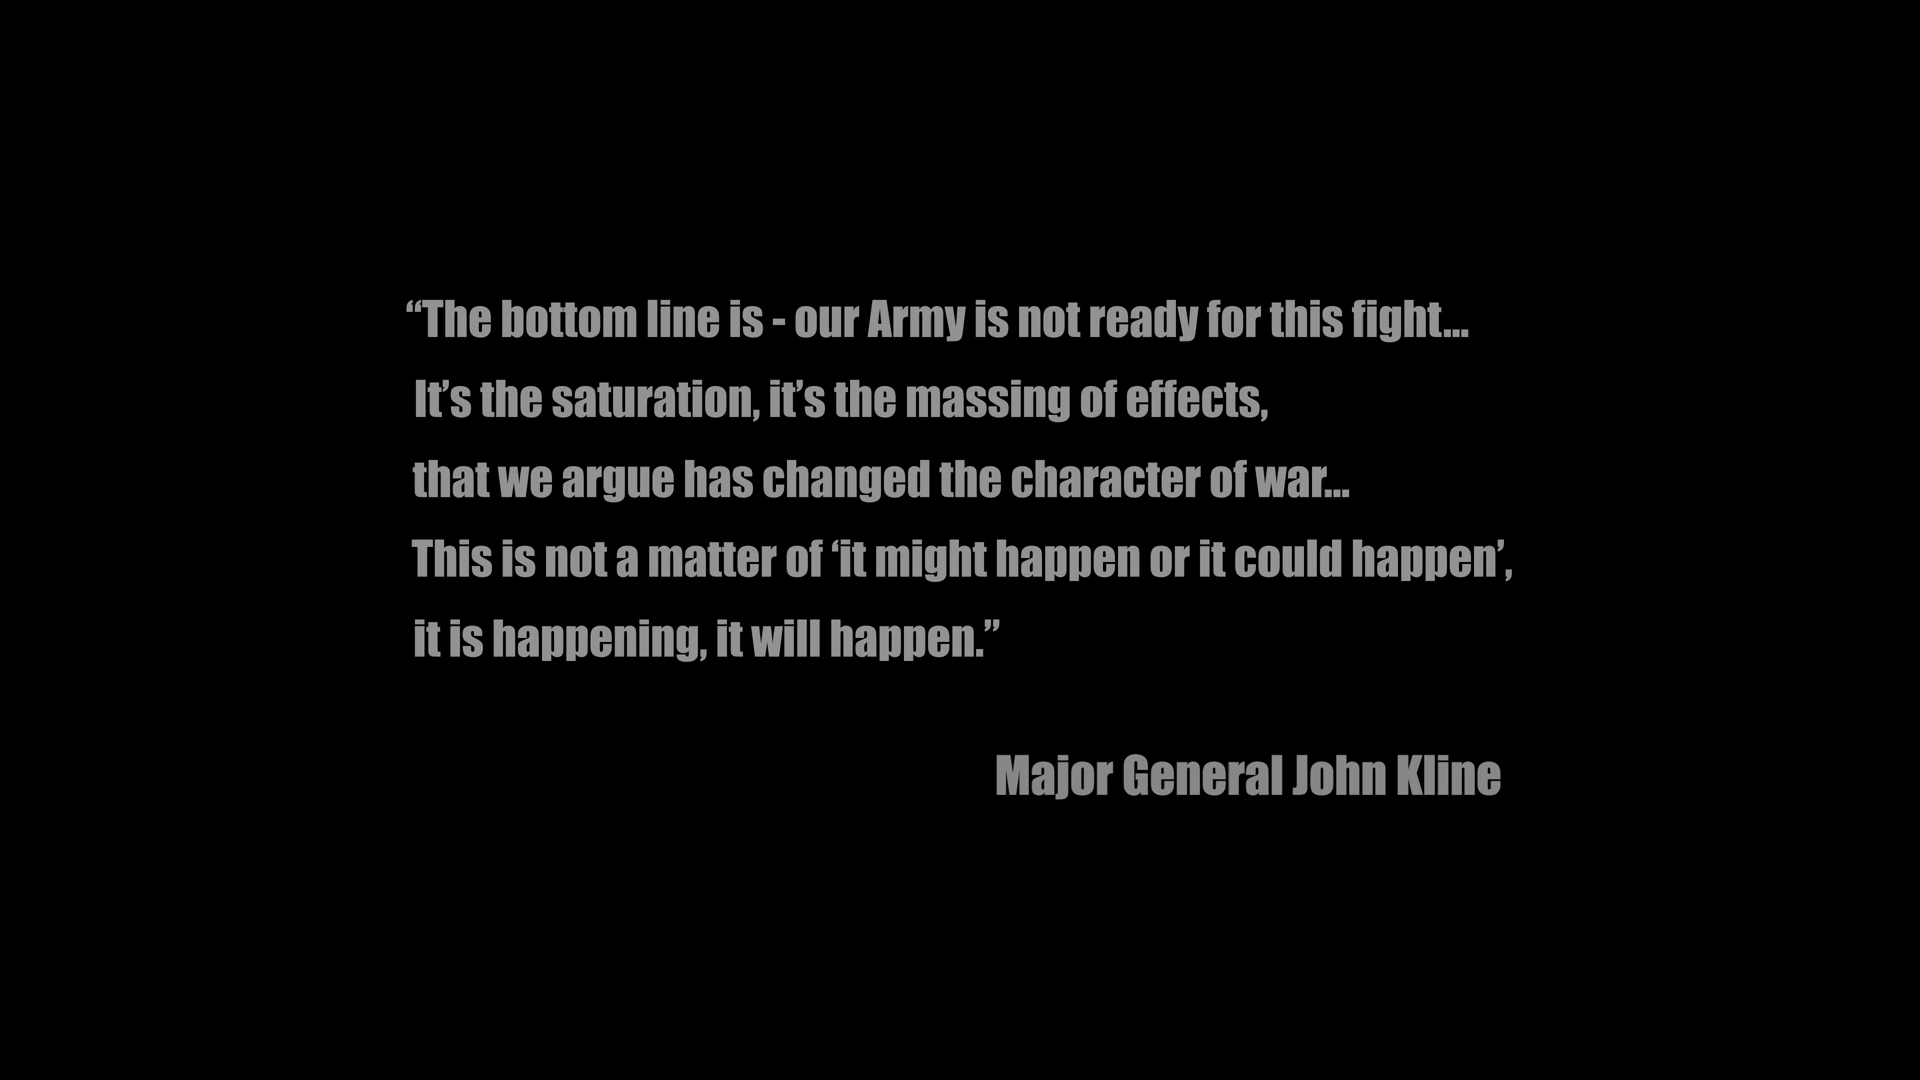 “The bottom line is - our Army is not ready for this fight...
It’s the saturation, it’s the massing of effects,
that we argue has changed the character of war...
This is not a matter of ‘it might happen or it could happen’,
it is happening, it will happen.”
Major General John Kline